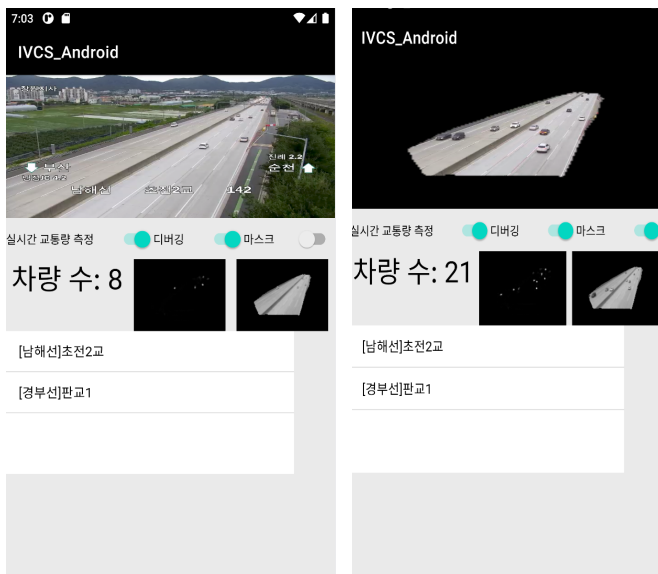 7:03
IVCS_Android
창원지사
부산
남해선 초전2교 142
진례 2.2
순천
실시간 교통량 측정 디버깅 마스크
차량 수: 8
[남해선]초전2교
[경부선]판교1
IVCS_Android
실시간 교통량 측정 디버깅 마스크
차량 수: 21
[남해선]초전2교
[경부선]판교1